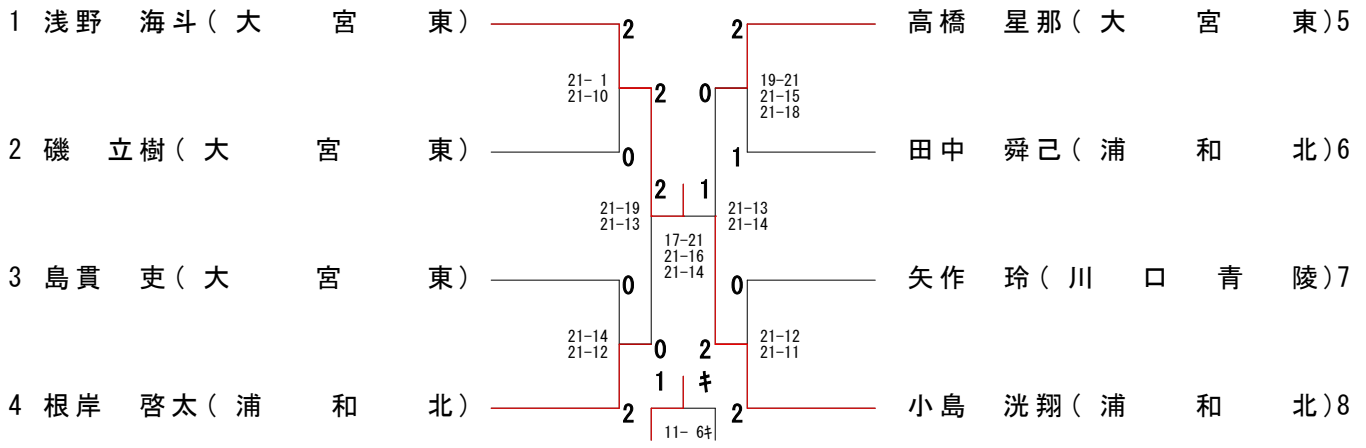 1 浅野 海斗(大 宮 東) 2 2 高橋 星那(大 宮 東)5
21- 1 19-21
21-10 2 0 21-15
21-18
2 磯 立樹(大 宮 東) 0 1 田中 舜己(浦 和 北)6
2 1
21-19 21-13
21-13 21-14
17-21
21-16
21-14
3 島貫 吏(大 宮 東) 0 0 矢作 玲(川 口 青 陵)7
21-14 21-12
21-12 0 2 21-11
1 キ
4 根岸 啓太(浦 和 北) 2 2 小島 洸翔(浦 和 北)8
11- 6キ